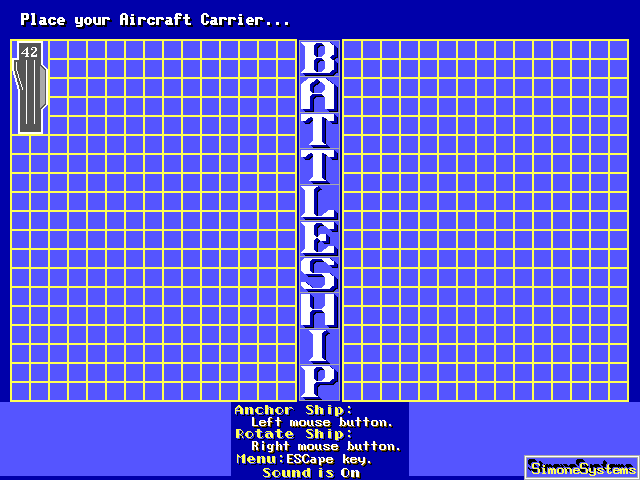 Place your Aircraft Carrier...
42
BATTLESHIP
Anchor Ship:
Left mouse button.
Rotate Ship:
Right mouse button.
Menu:ESCape key.
Sound is On
SimoneSystems